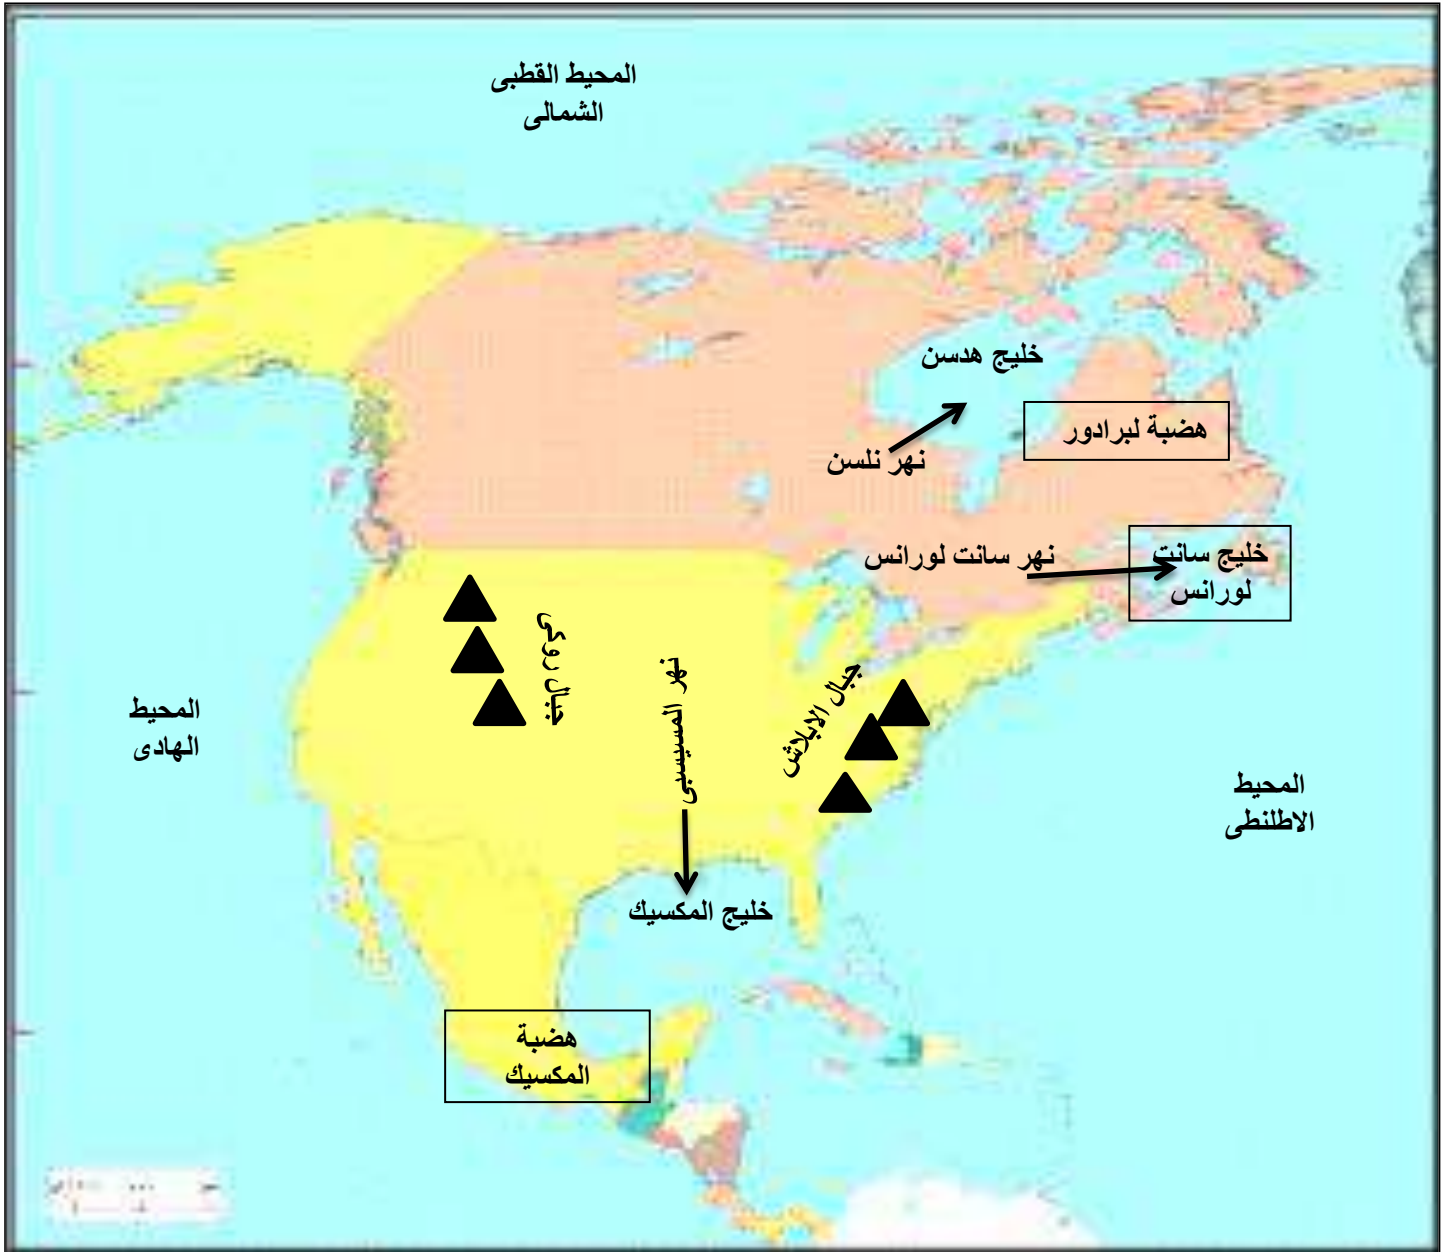 المحيط القطبى
الشمالى
خليج هدسن
هضبة لبرادور
نهر نلسن
نهر سانت لورانس
خليج سانت
لورانس
جبال روكى
نهر المسيسبى
جبال الابلاش
المحيط
الهادى
المحيط
الاطلنطى
خليج المكسيك
هضبة
المكسيك